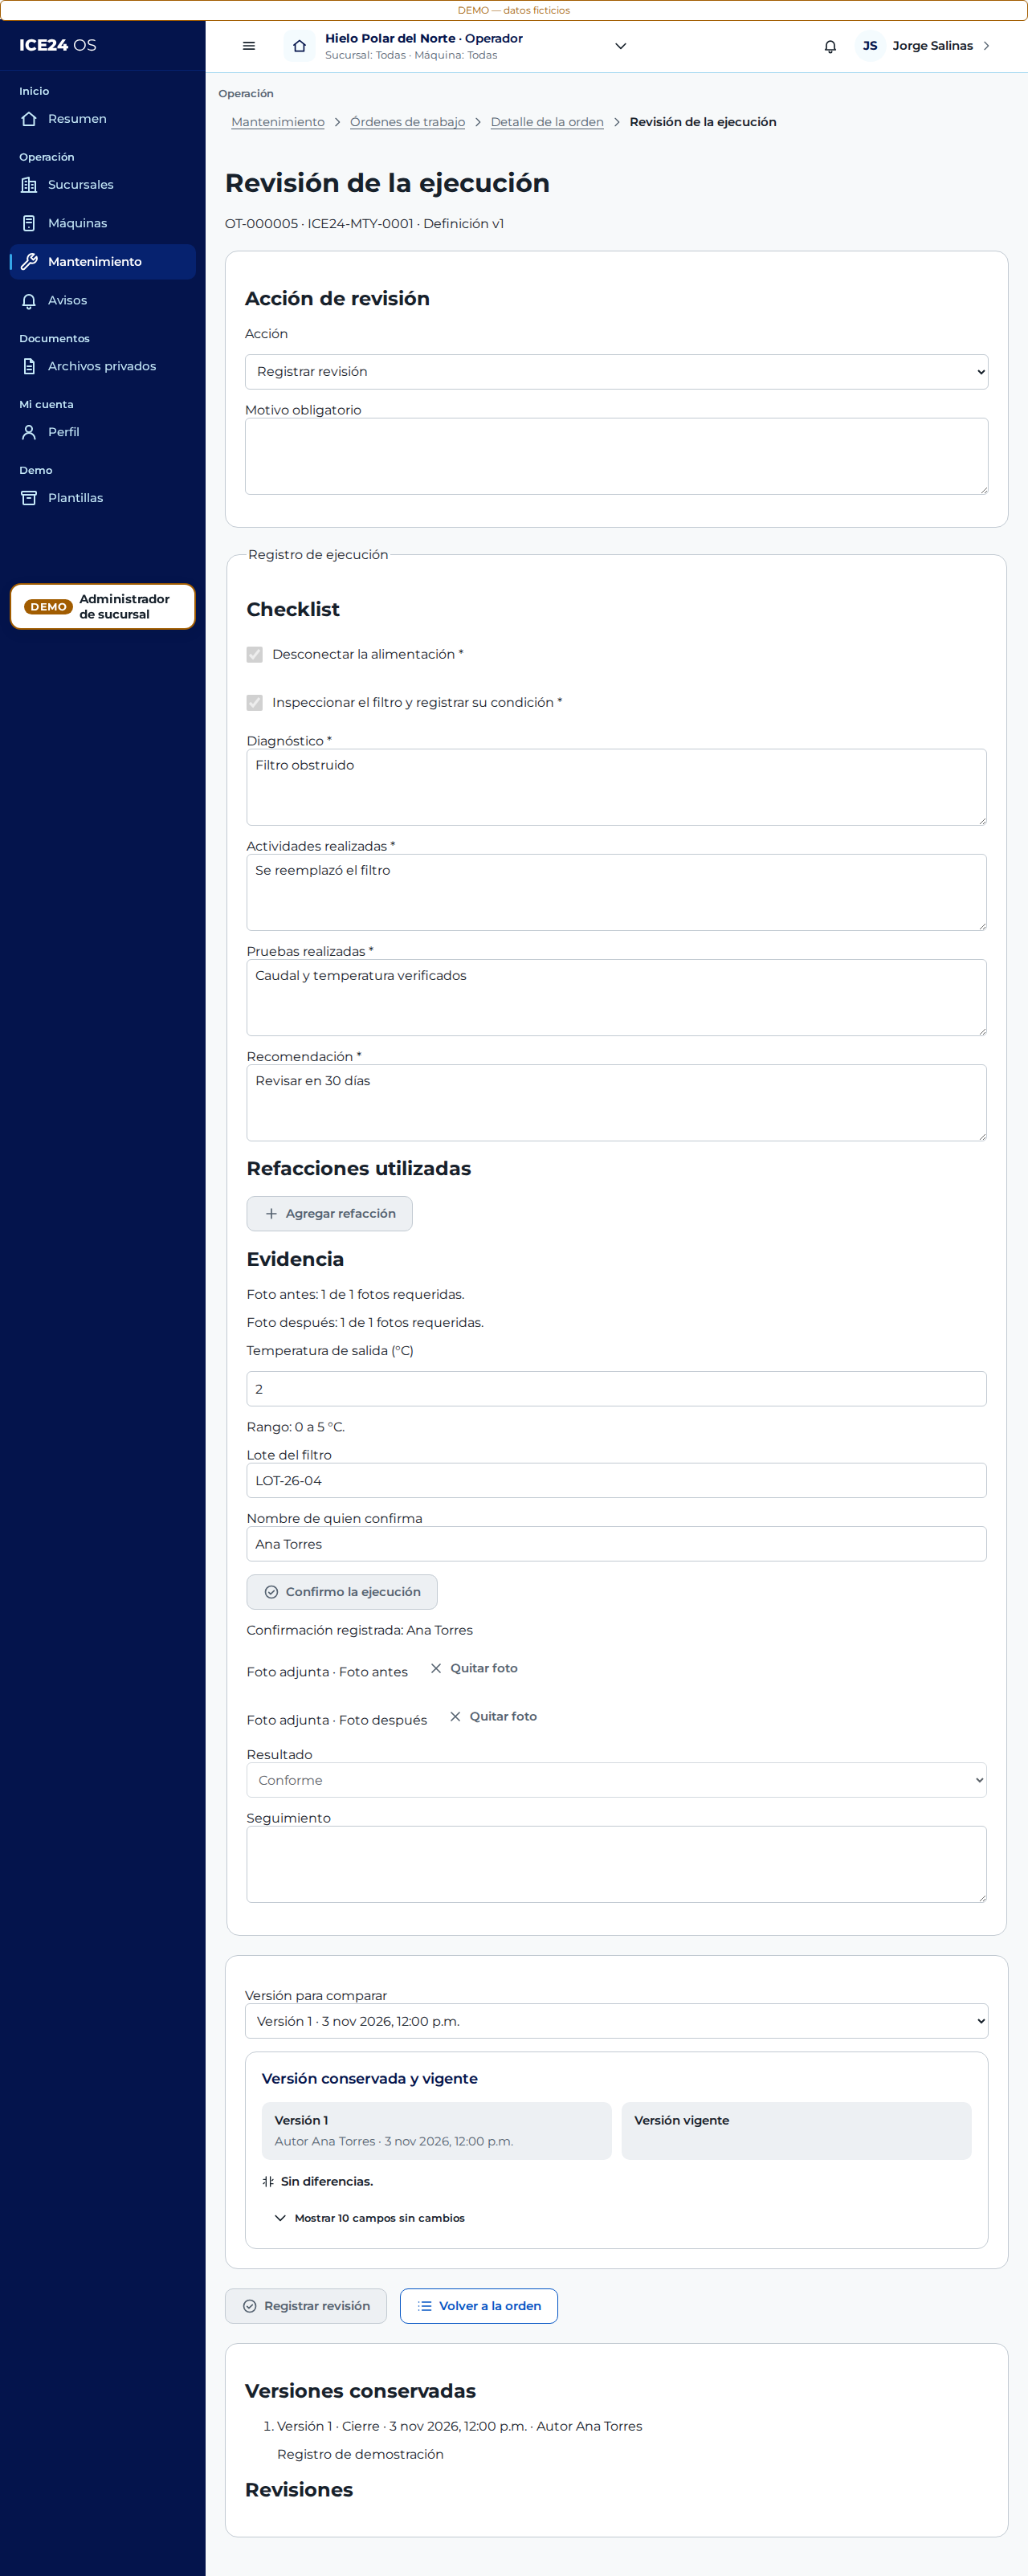 DEMO — datos ficticios
ICE24 OS
Inicio
Resumen
Operación
Sucursales
Máquinas
Mantenimiento
Avisos
Documentos
Archivos privados
Mi cuenta
Perfil
Demo
Plantillas
DEMO
Administrador
de sucursal
Hielo Polar del Norte · Operador
Sucursal: Todas · Máquina: Todas
JS
Jorge Salinas
Operación
Mantenimiento
Órdenes de trabajo
Detalle de la orden
Revisión de la ejecución
Revisión de la ejecución
OT-000005 · ICE24-MTY-0001 · Definición v1
Acción de revisión
Acción
Registrar revisión
Motivo obligatorio
Registro de ejecución
Checklist
Desconectar la alimentación *
Inspeccionar el filtro y registrar su condición *
Diagnóstico *
Filtro obstruido
Actividades realizadas *
Se reemplazó el filtro
Pruebas realizadas *
Caudal y temperatura verificados
Recomendación *
Revisar en 30 días
Refacciones utilizadas
Agregar refacción
Evidencia
Foto antes: 1 de 1 fotos requeridas.
Foto después: 1 de 1 fotos requeridas.
Temperatura de salida (°C)
2
Rango: 0 a 5 °C.
Lote del filtro
LOT-26-04
Nombre de quien confirma
Ana Torres
Confirmo la ejecución
Confirmación registrada: Ana Torres
Foto adjunta · Foto antes
Quitar foto
Foto adjunta · Foto después
Quitar foto
Resultado
Conforme
Seguimiento
Versión para comparar
Versión 1 · 3 nov 2026, 12:00 p.m.
Versión conservada y vigente
Versión 1
Autor Ana Torres · 3 nov 2026, 12:00 p.m.
Versión vigente
Sin diferencias.
Mostrar 10 campos sin cambios
Registrar revisión
Volver a la orden
Versiones conservadas
1. Versión 1 · Cierre · 3 nov 2026, 12:00 p.m. · Autor Ana Torres
Registro de demostración
Revisiones